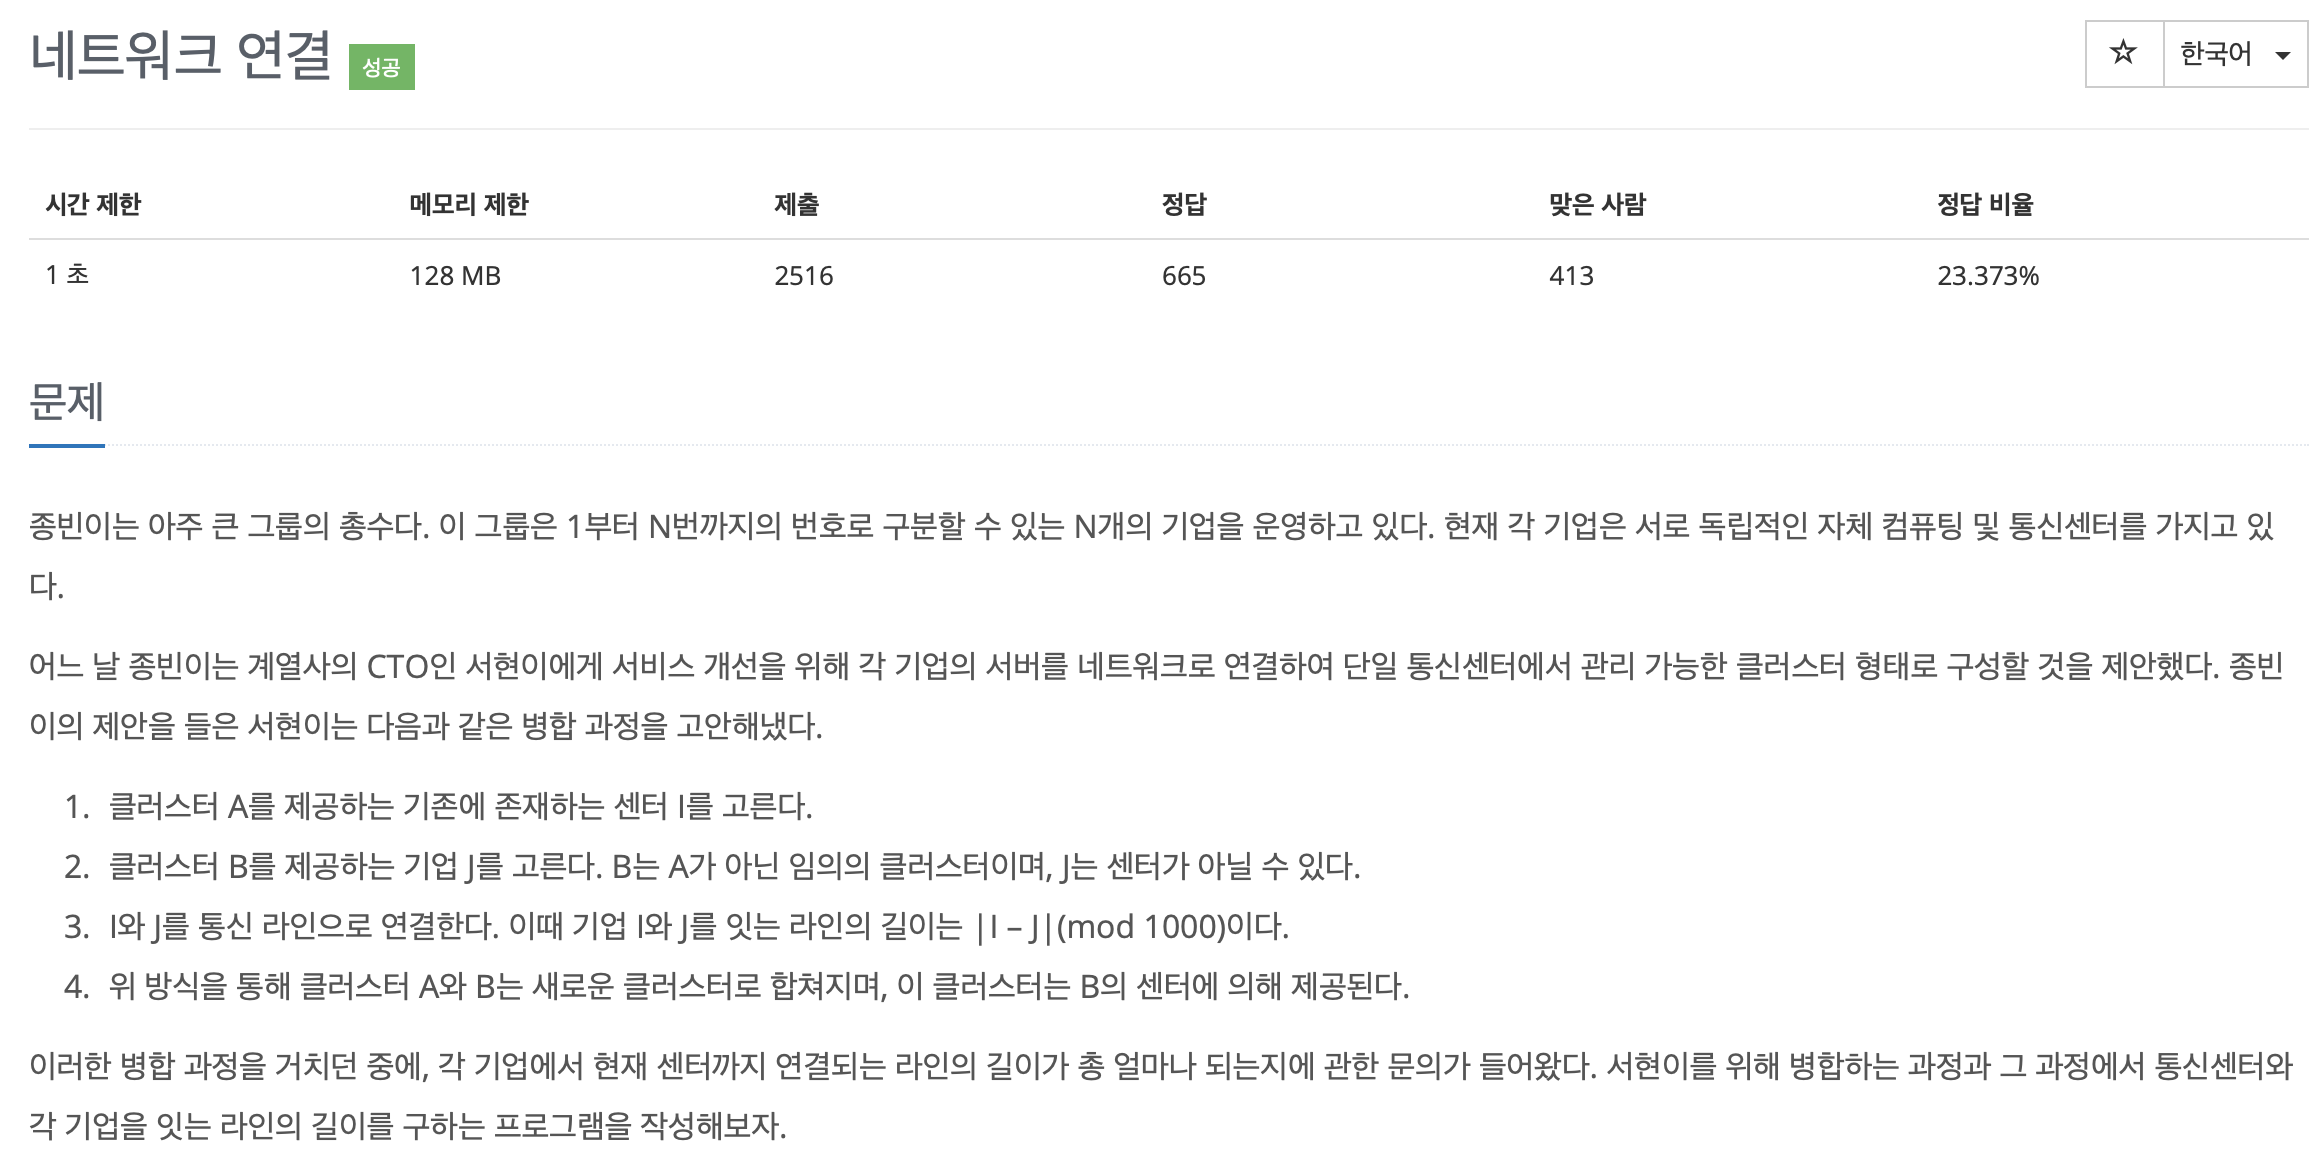 네트워크 연결 성공
☆ 한국어
시간 제한 메모리 제한 제출 정답 맞은 사람 정답 비율
1 초 128 MB 2516 665 413 23.373%
문제
종빈이는 아주 큰 그룹의 총수다. 이 그룹은 1부터 N번까지의 번호로 구분할 수 있는 N개의 기업을 운영하고 있다. 현재 각 기업은 서로 독립적인 자체 컴퓨팅 및 통신센터를 가지고 있
다.
어느 날 종빈이는 계열사의 CTO인 서현이에게 서비스 개선을 위해 각 기업의 서버를 네트워크로 연결하여 단일 통신센터에서 관리 가능한 클러스터 형태로 구성할 것을 제안했다. 종빈
이의 제안을 들은 서현이는 다음과 같은 병합 과정을 고안해냈다.
1. 클러스터 A를 제공하는 기존에 존재하는 센터 I를 고른다.
2. 클러스터 B를 제공하는 기업 J를 고른다. B는 A가 아닌 임의의 클러스터이며, J는 센터가 아닐 수 있다.
3. I와 J를 통신 라인으로 연결한다. 이때 기업 I와 J를 잇는 라인의 길이는 |I – J|(mod 1000)이다.
4. 위 방식을 통해 클러스터 A와 B는 새로운 클러스터로 합쳐지며, 이 클러스터는 B의 센터에 의해 제공된다.
이러한 병합 과정을 거치던 중에, 각 기업에서 현재 센터까지 연결되는 라인의 길이가 총 얼마나 되는지에 관한 문의가 들어왔다. 서현이를 위해 병합하는 과정과 그 과정에서 통신센터와
각 기업을 잇는 라인의 길이를 구하는 프로그램을 작성해보자.